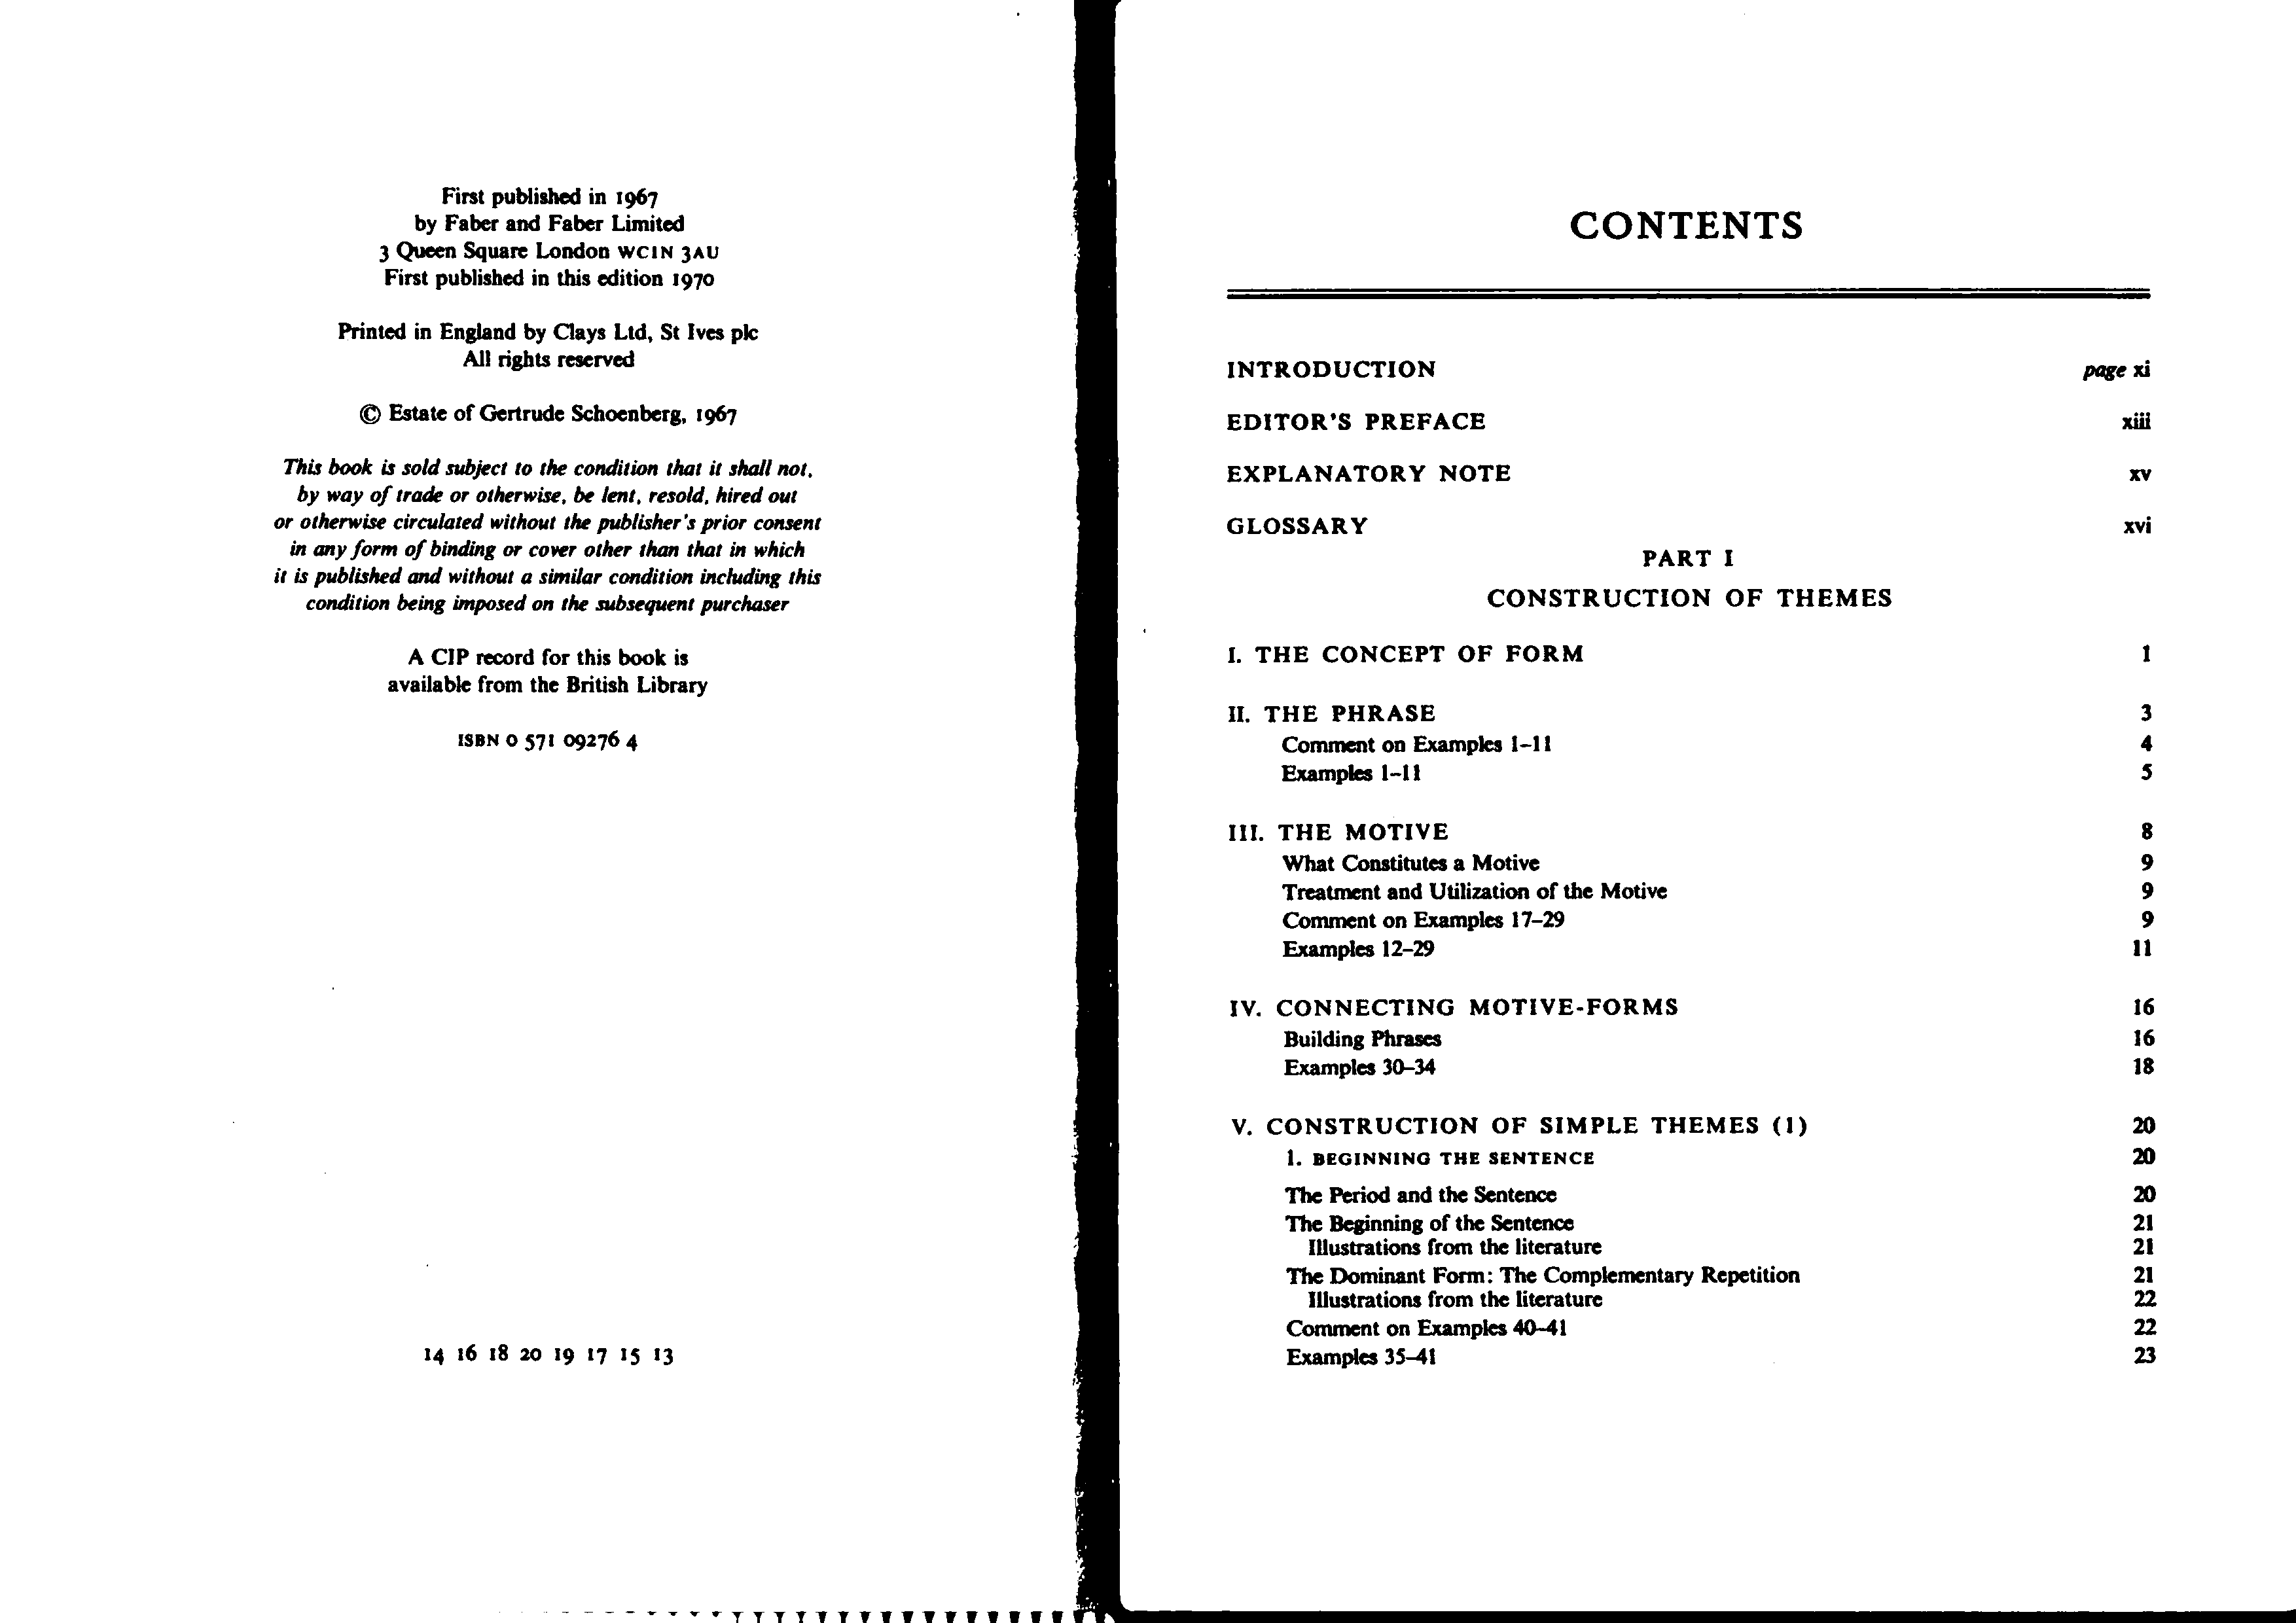 First published in 1967
by Faber and Faber Limited
3 Queen Square London WC1N 3AU
First published in this edition 1970
Printed in England by Clays Ltd, St Ives plc
All rights reserved
© Estate of Gertrude Schoenberg, 1967
This book is sold subject to the condition that it shall not,
by way of trade or otherwise, be lent, resold, hired out
or otherwise circulated without the publisher's prior consent
in any form of binding or cover other than that in which
it is published and without a similar condition including this
condition being imposed on the subsequent purchaser
A CIP record for this book is
available from the British Library
ISBN 0 571 09276 4
14 16 18 20 19 17 15 13
CONTENTS
INTRODUCTION page xi
EDITOR'S PREFACE xiii
EXPLANATORY NOTE xv
GLOSSARY xvi
PART I
CONSTRUCTION OF THEMES
I. THE CONCEPT OF FORM 1
II. THE PHRASE 3
Comment on Examples 1–11 4
Examples 1–11 5
III. THE MOTIVE 8
What Constitutes a Motive 9
Treatment and Utilization of the Motive 9
Comment on Examples 17–29 9
Examples 12–29 11
IV. CONNECTING MOTIVE-FORMS 16
Building Phrases 16
Examples 30–34 18
V. CONSTRUCTION OF SIMPLE THEMES (1) 20
1. BEGINNING THE SENTENCE 20
The Period and the Sentence 20
The Beginning of the Sentence 21
Illustrations from the literature 21
The Dominant Form: The Complementary Repetition 21
Illustrations from the literature 22
Comment on Examples 40–41 22
Examples 35–41 23